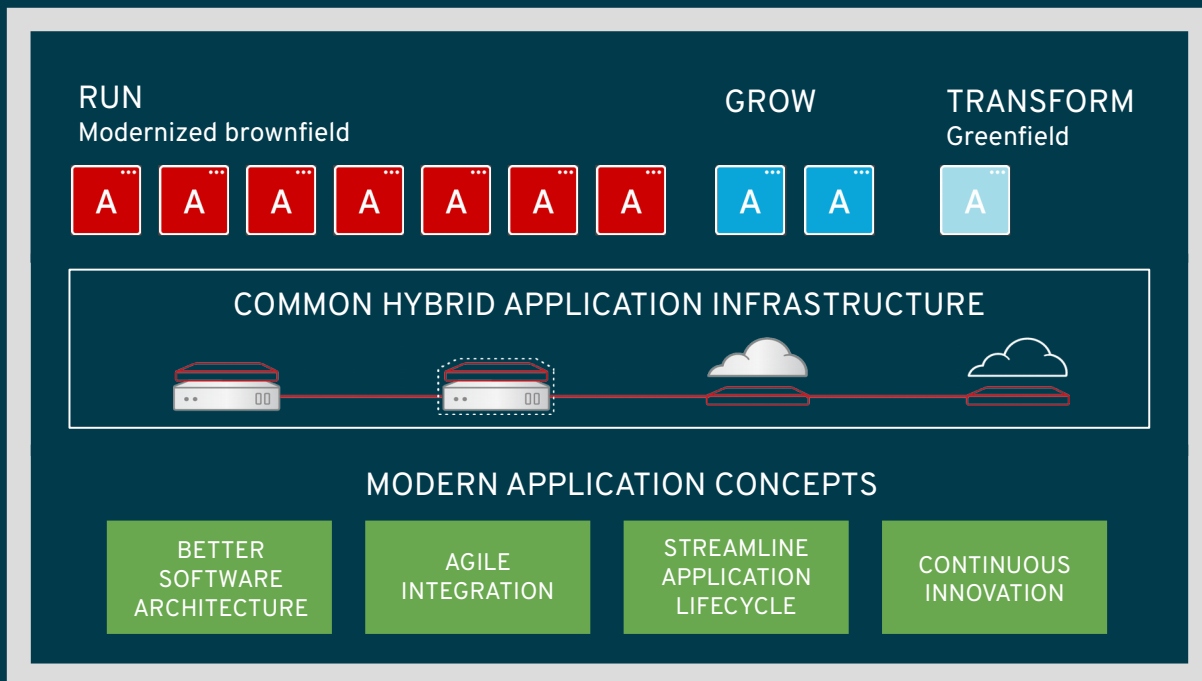 RUN
Modernized brownfield
GROW
TRANSFORM
Greenfield
A A A A A A A A A A
COMMON HYBRID APPLICATION INFRASTRUCTURE
MODERN APPLICATION CONCEPTS
BETTER
SOFTWARE
ARCHITECTURE
AGILE
INTEGRATION
STREAMLINE
APPLICATION
LIFECYCLE
CONTINUOUS
INNOVATION